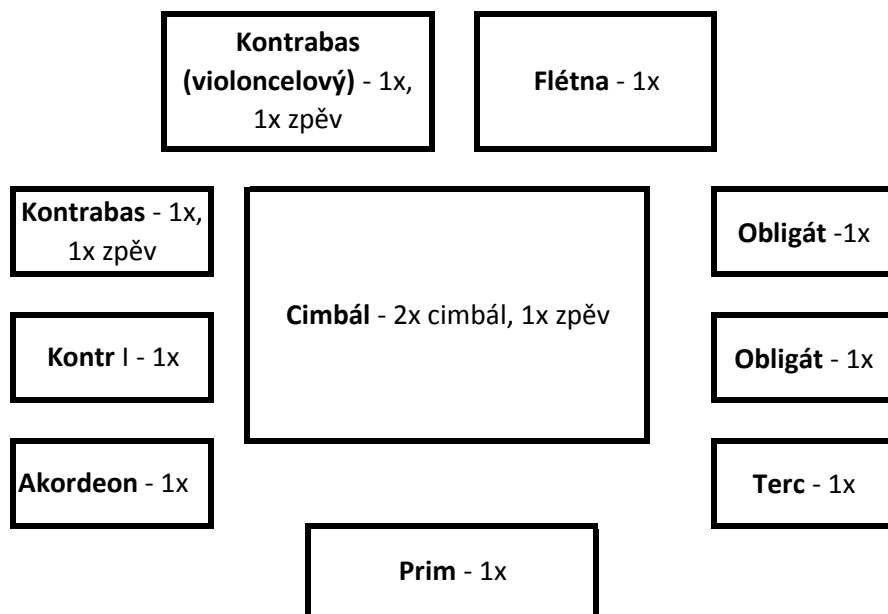 Kontrabas
(violoncelový) - 1x,
1x zpěv
Flétna - 1x
Kontrabas - 1x,
1x zpěv
Cimbál - 2x cimbál, 1x zpěv
Obligát -1x
Kontr I - 1x
Obligát - 1x
Akordeon - 1x
Terc - 1x
Prim - 1x